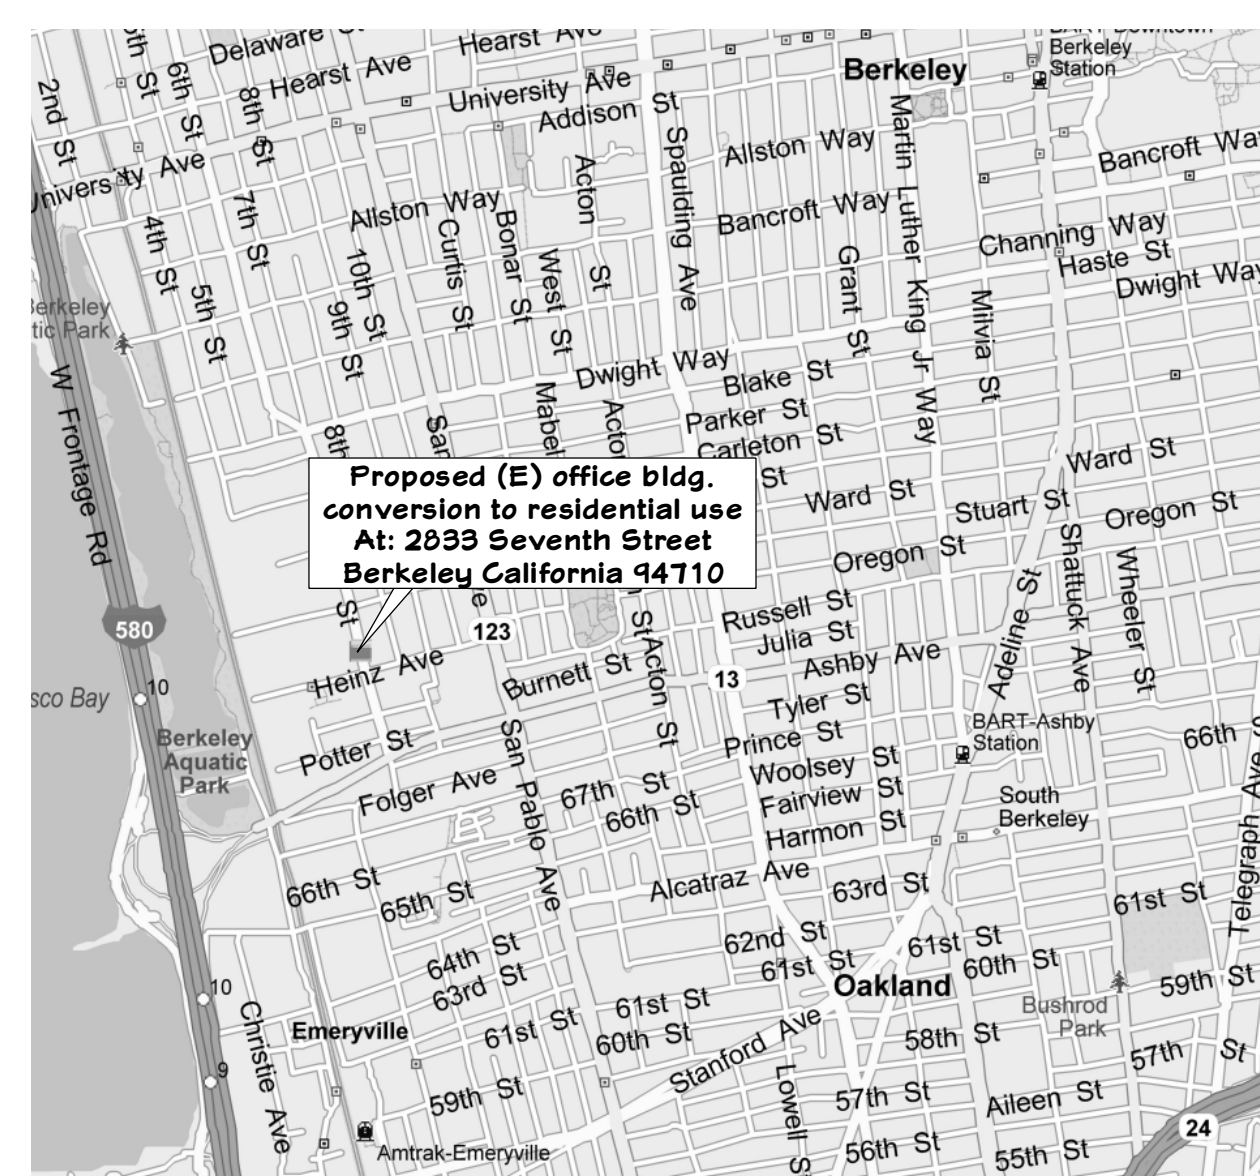 Delaware
Hearst Ave
Hearst Ave
Berkeley
Station
Berkeley
2nd St
6th St
8th St
University Ave
Addison St
Martin Luther King Jr Way
Spaulding Ave
Allston Way
Bancroft
University Ave
Acton St
7th St
Allston Way
Curtis St
Bonar St
Bancroft Way
Channing Way
4th St
10th St
West St
Grant St
Haste St
Dwight Way
5th St
9th St
Milvia St
Berkeley
tic Park
W Frontage Rd
Dwight Way
Blake St
Mabel
Parker St
Carleton St
8th
St
Ward St
Ward St
Stuart St
Oregon St
Oregon St
Shattuck Ave
Wheeler St
Adeline St
Proposed (E) office bldg.
conversion to residential use
At: 2833 Seventh Street
Berkeley California 94710
St
580
123
Russell St
Julia St
Ashby Ave
St
Acton St
Heinz Ave
Burnett St
13
10
sco Bay
Tyler St
BART-Ashby
Station
Berkeley
Aquatic
Park
Potter St
San Pablo Ave
Prince St
66th
Woolsey St
Folger Ave
67th St
66th St
Fairview St
South
Berkeley
Harmon St
Telegraph Ave
66th St
65th St
Alcatraz Ave
63rd St
61st St
64th St
62nd St
61st St
61st St
60th St
63rd St
Oakland
59th St
10
Christie Ave
Emeryville
61st St
61st St
60th St
Stanford Ave
58th St
Bushrod
Park
57th St
9
59th St
Lowell St
57th St
Aileen St
24
Amtrak-Emeryville
56th St
55th St